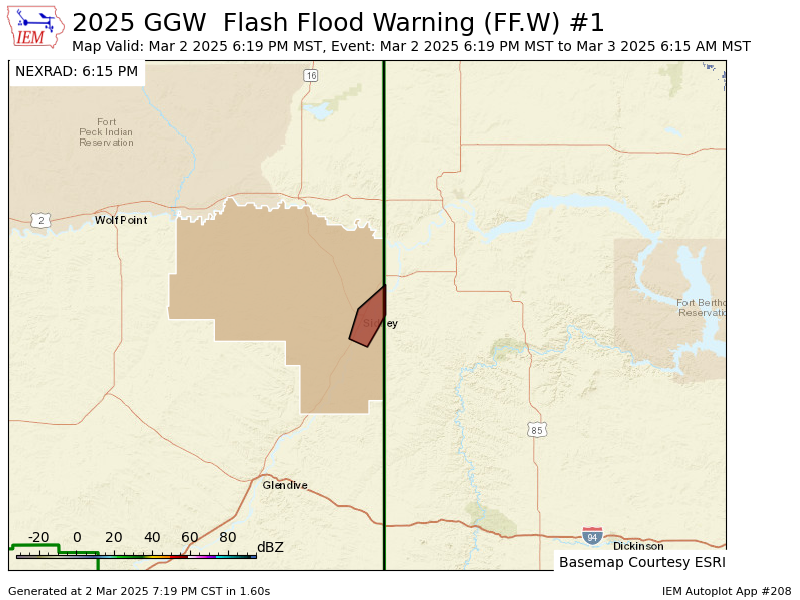 IEM
2025 GGW  Flash Flood Warning (FF.W) #1
Map Valid: Mar 2 2025 6:19 PM MST, Event: Mar 2 2025 6:19 PM MST to Mar 3 2025 6:15 AM MST
NEXRAD: 6:15 PM
16
Fort
Peck Indian
Reservation
2
Wolf Point
Fort Bertho
Reservatio
Sidney
85
Glendive
94
Dickinson
-20 0 20 40 60 80
dBZ
Basemap Courtesy ESRI
Generated at 2 Mar 2025 7:19 PM CST in 1.60s
IEM Autoplot App #208